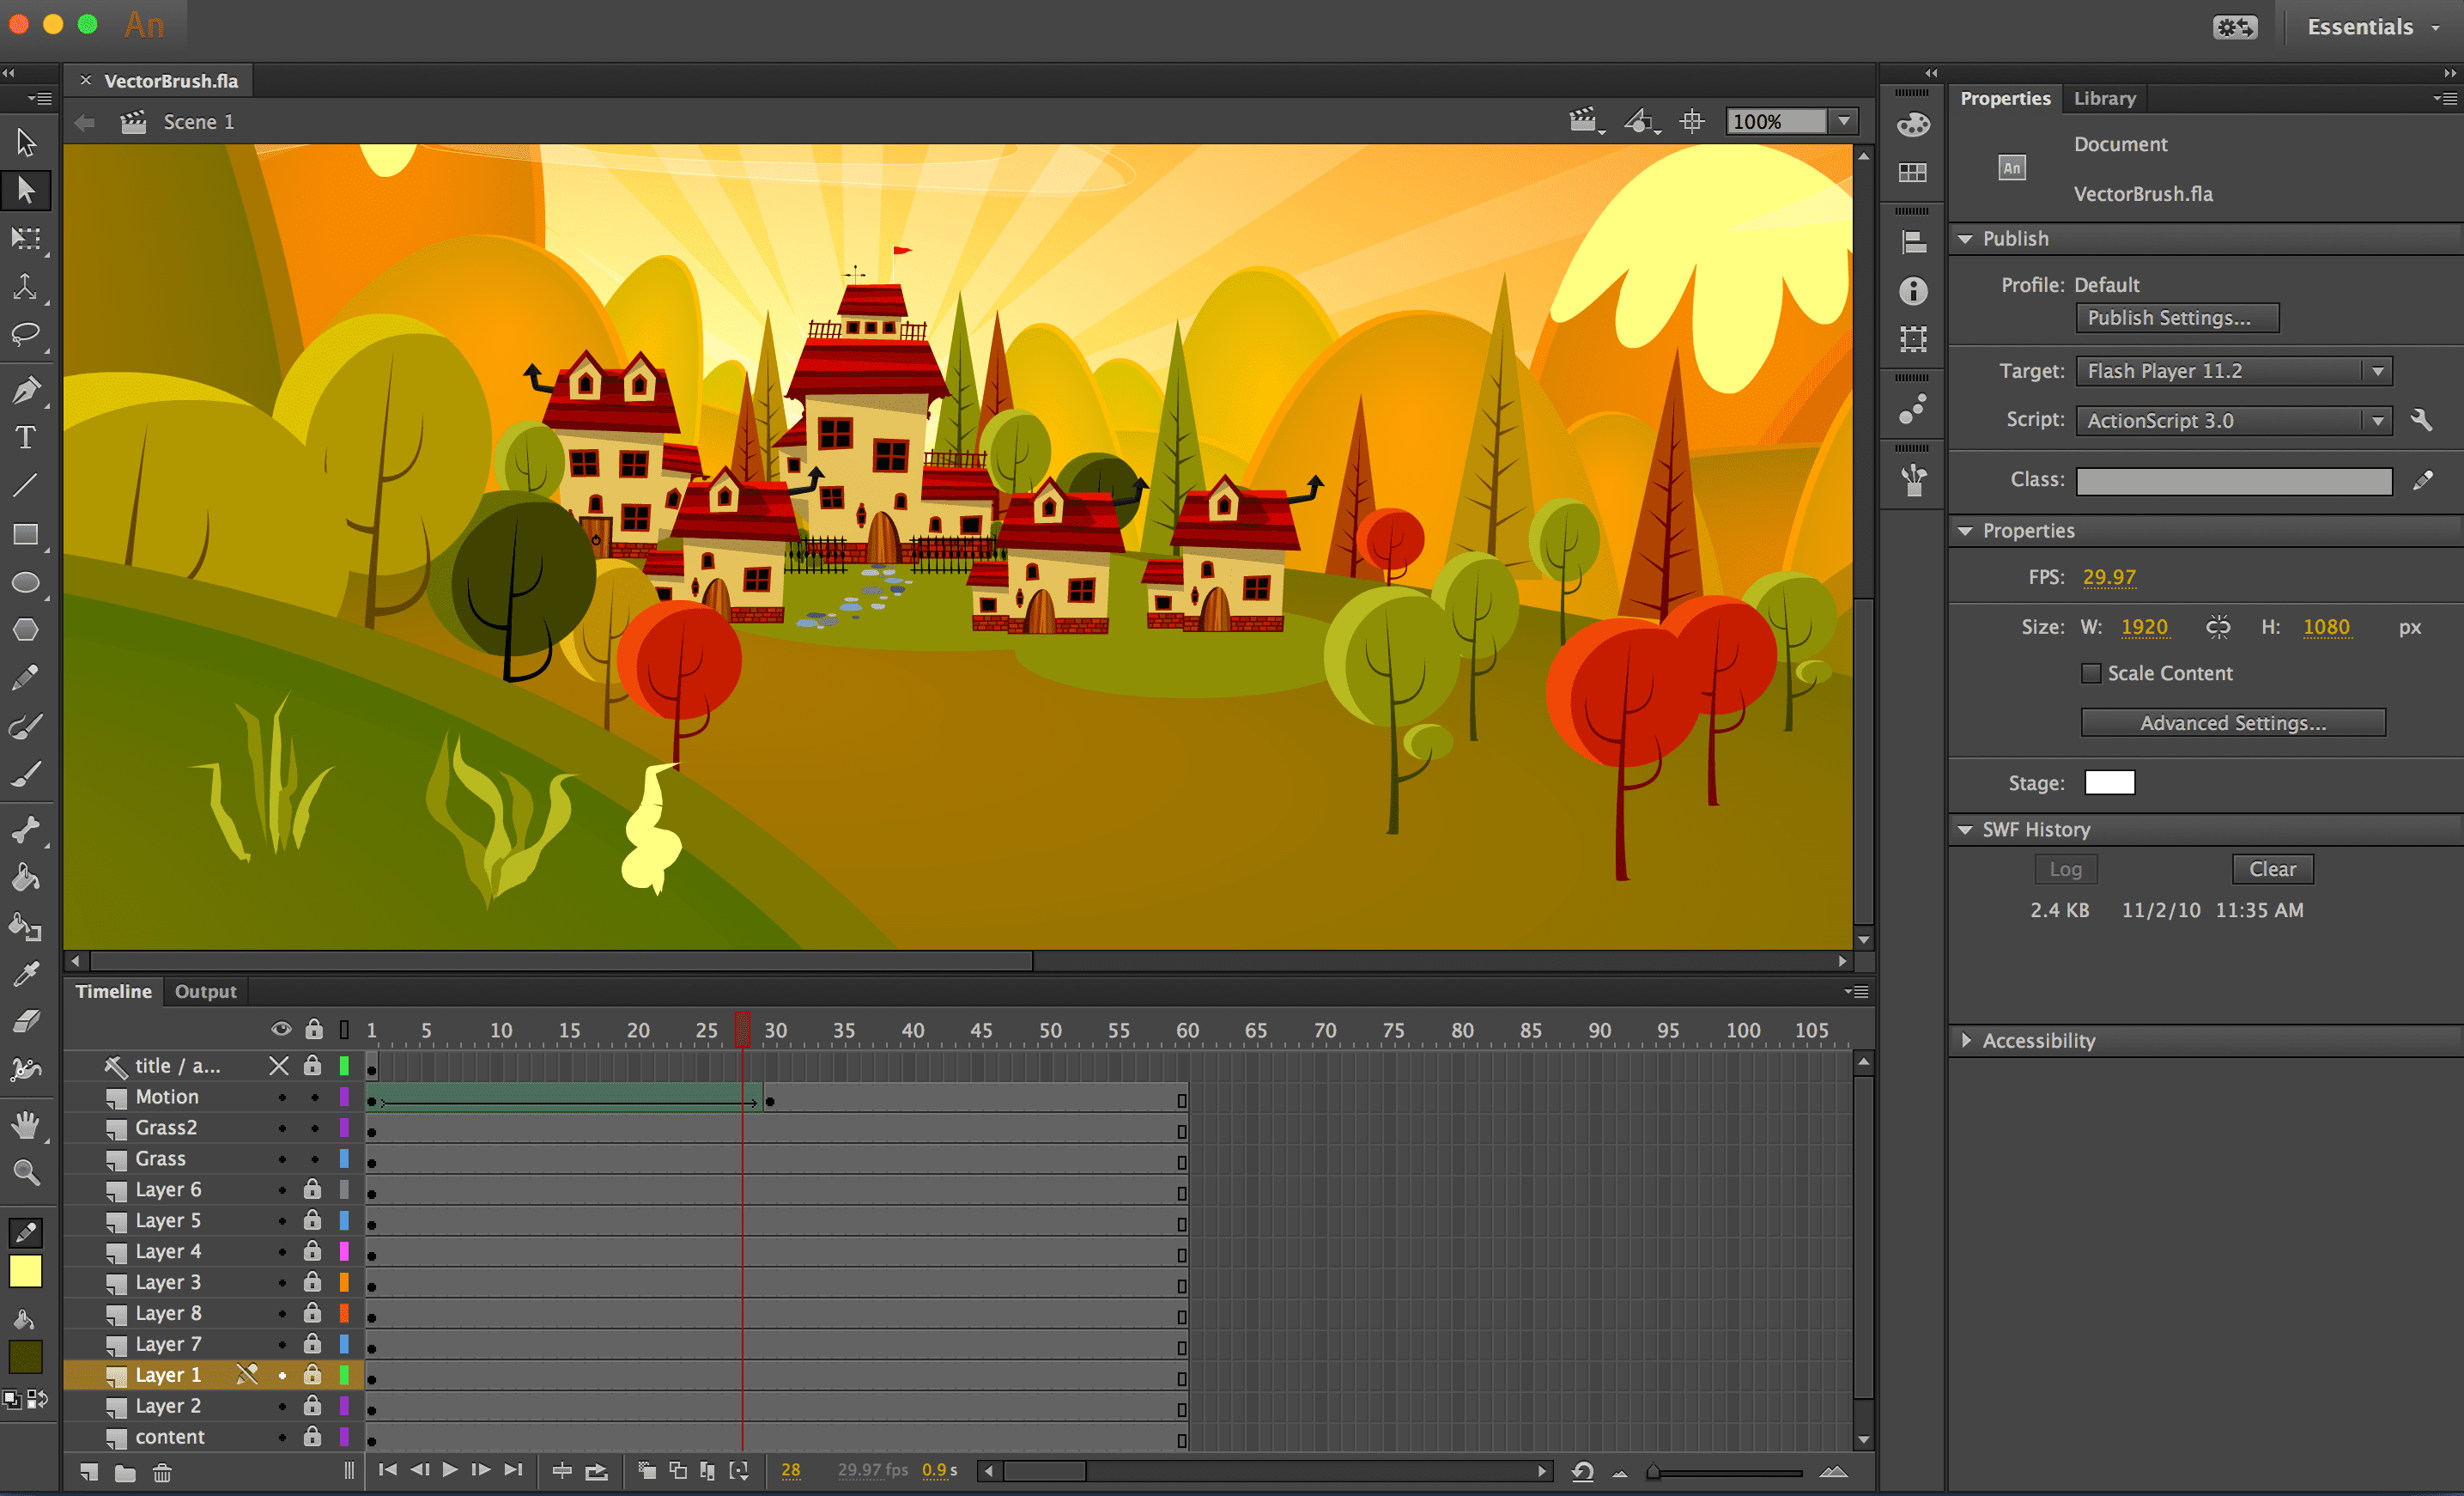 An
Essentials
VectorBrush.fla
Scene 1
100%
Properties
Library
An
Document
VectorBrush.fla
Publish
Profile: Default
Publish Settings...
Target: Flash Player 11.2
Script: ActionScript 3.0
Class:
Properties
FPS: 29.97
Size: W: 1920 H: 1080 px
Scale Content
Advanced Settings...
Stage:
SWF History
Log Clear
2.4 KB 11/2/10 11:35 AM
Accessibility
T
Timeline Output
1 5 10 15 20 25 30 35 40 45 50 55 60 65 70 75 80 85 90 95 100 105
title / a...
Motion
Grass2
Grass
Layer 6
Layer 5
Layer 4
Layer 3
Layer 8
Layer 7
Layer 1
Layer 2
content
28 29.97 fps 0.9 s